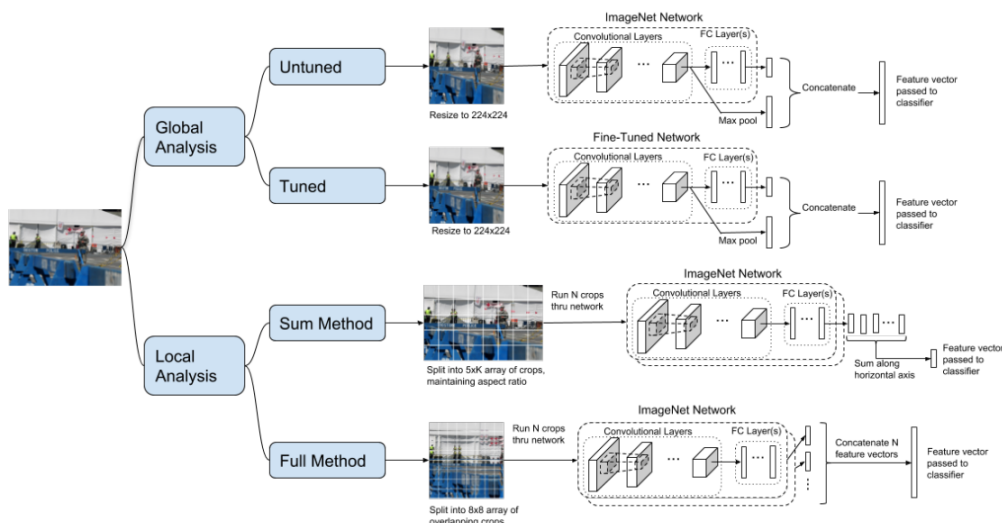 ImageNet Network
Convolutional Layers
FC Layer(s)
Untuned
Resize to 224x224
Max pool
Concatenate
Feature vector
passed to
classifier
Global
Analysis
Fine-Tuned Network
Convolutional Layers
FC Layer(s)
Tuned
Resize to 224x224
Max pool
Concatenate
Feature vector
passed to
classifier
ImageNet Network
Run N crops
thru network
Convolutional Layers
FC Layer(s)
Sum Method
Split into 5xK array of crops,
maintaining aspect ratio
Sum along
horizontal axis
Feature vector
passed to
classifier
Local
Analysis
ImageNet Network
Run N crops
thru network
Convolutional Layers
FC Layer(s)
Full Method
Split into 8x8 array of
overlapping crops
Concatenate N
feature vectors
Feature vector
passed to
classifier